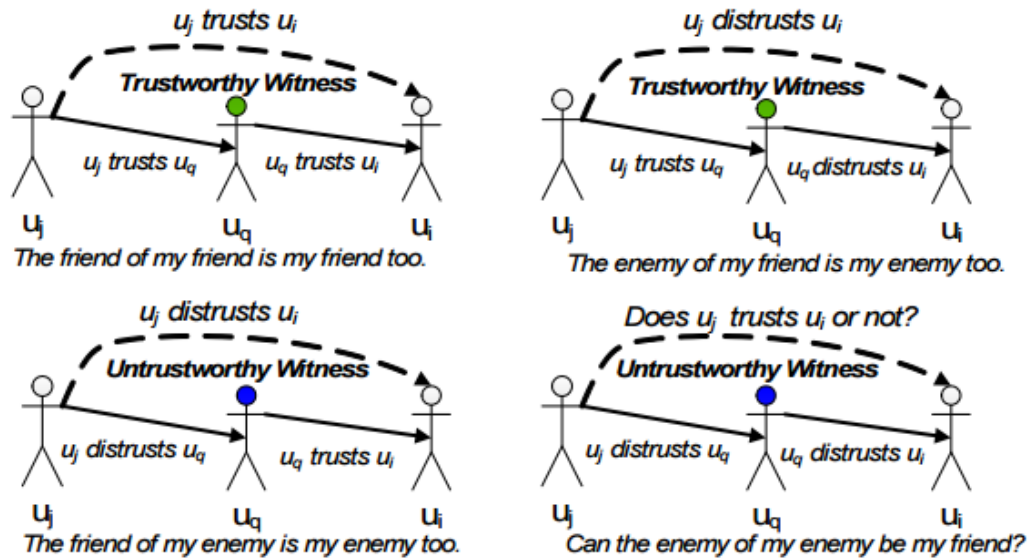 uj trusts ui
Trustworthy Witness
uj trusts uq
uq trusts ui
uj
uq
ui
The friend of my friend is my friend too.
uj distrusts ui
Trustworthy Witness
uj trusts uq
uq distrusts ui
uj
uq
ui
The enemy of my friend is my enemy too.
uj distrusts ui
Untrustworthy Witness
uj distrusts uq
uq trusts ui
uj
uq
ui
The friend of my enemy is my enemy too.
Does uj trusts ui or not?
Untrustworthy Witness
uj distrusts uq
uq distrusts ui
uj
uq
ui
Can the enemy of my enemy be my friend?